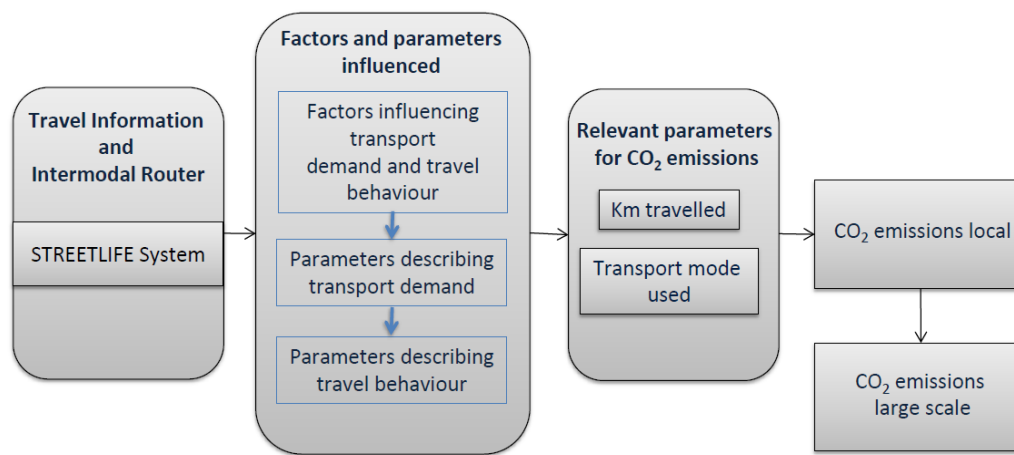 Travel Information
and
Intermodal Router
STREETLIFE System
Factors and parameters
influenced
Factors influencing
transport
demand and travel
behaviour
Parameters describing
transport demand
Parameters describing
travel behaviour
Relevant parameters
for CO₂ emissions
Km travelled
Transport mode
used
CO₂ emissions local
CO₂ emissions
large scale